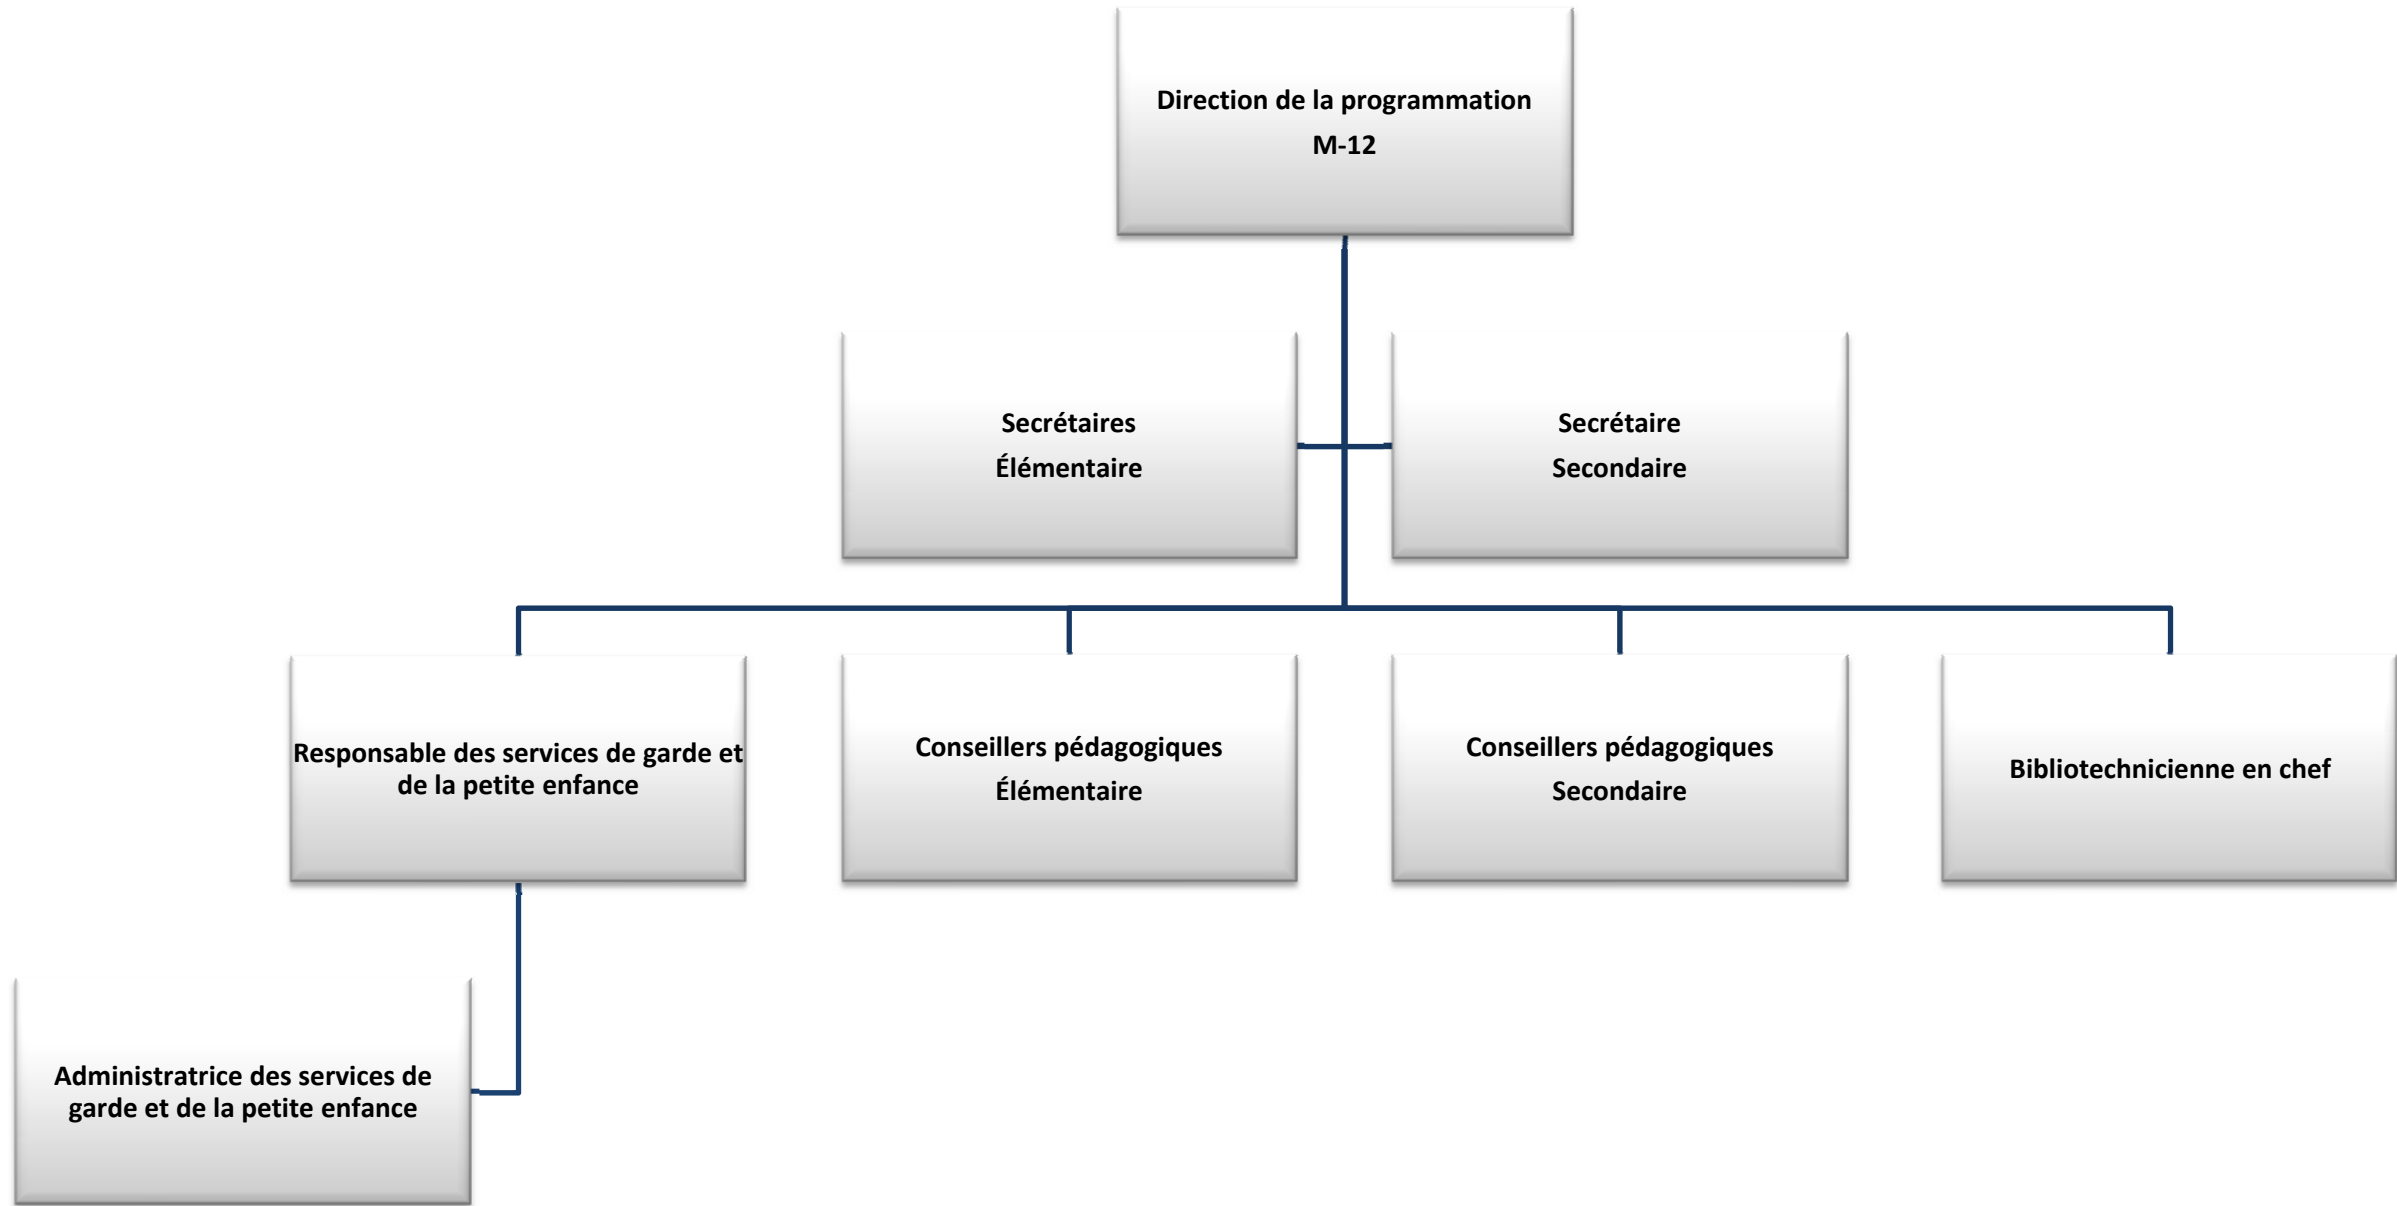 Direction de la programmation
M-12
Secrétaires
Élémentaire
Secrétaire
Secondaire
Responsable des services de garde et
de la petite enfance
Conseillers pédagogiques
Élémentaire
Conseillers pédagogiques
Secondaire
Bibliotechnicienne en chef
Administratrice des services de
garde et de la petite enfance